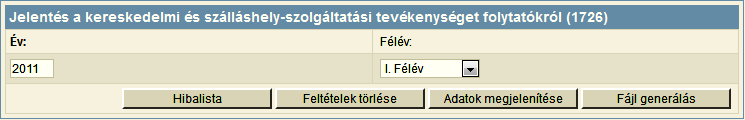 Jelentés a kereskedelmi és szálláshely-szolgáltatási tevékenységet folytatókról (1726)
Év: Félév:
2011 I. Félév
Hibalista Feltételek törlése Adatok megjelenítése Fájl generálás